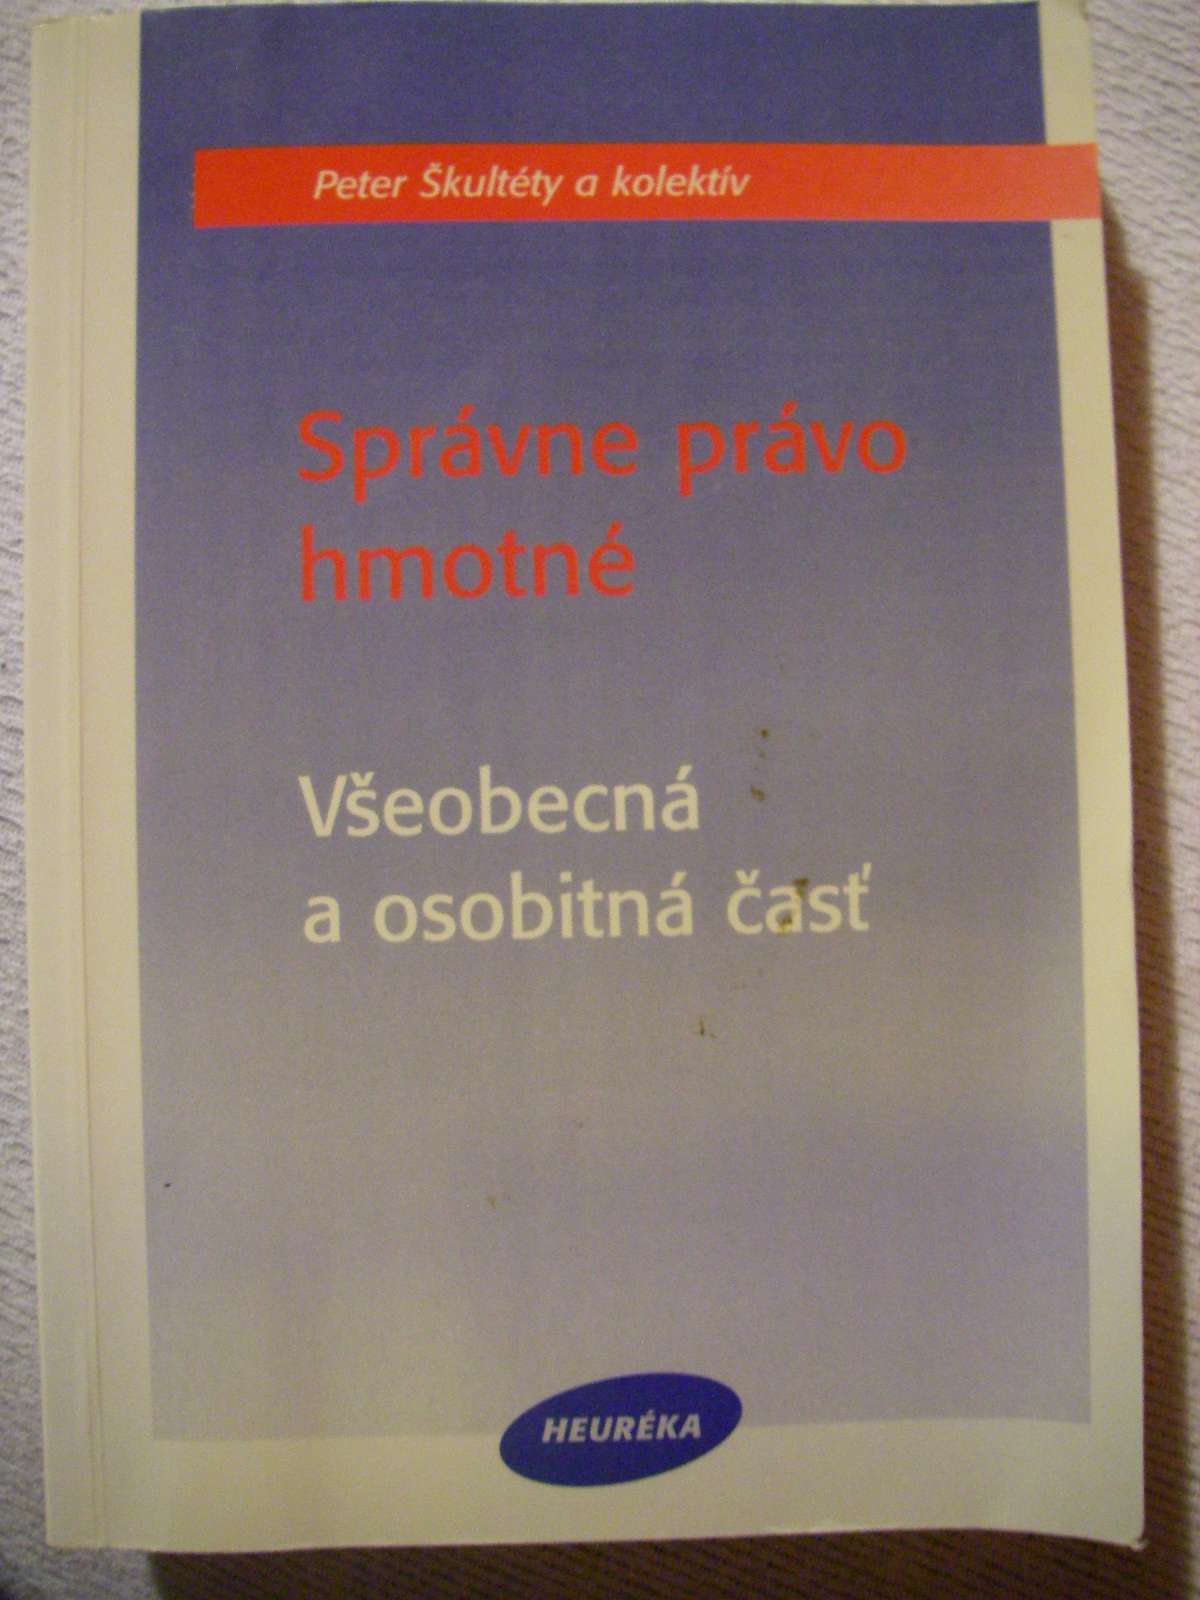 Peter Škultéty a kolektív
Správne právo
hmotné
Všeobecná
a osobitná časť
HEURÉKA